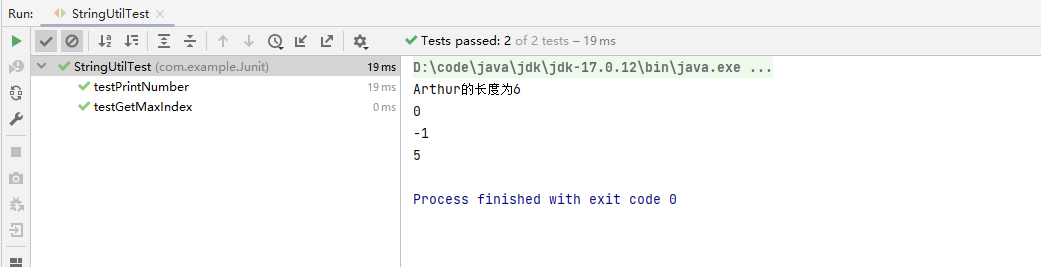 Run: StringUtilTest
Tests passed: 2 of 2 tests – 19 ms
StringUtilTest (com.example.Junit) 19 ms
testPrintNumber 19 ms
testGetMaxIndex 0 ms
D:\code\java\jdk\jdk-17.0.12\bin\java.exe ...
Arthur的长度为6
0
-1
5
Process finished with exit code 0